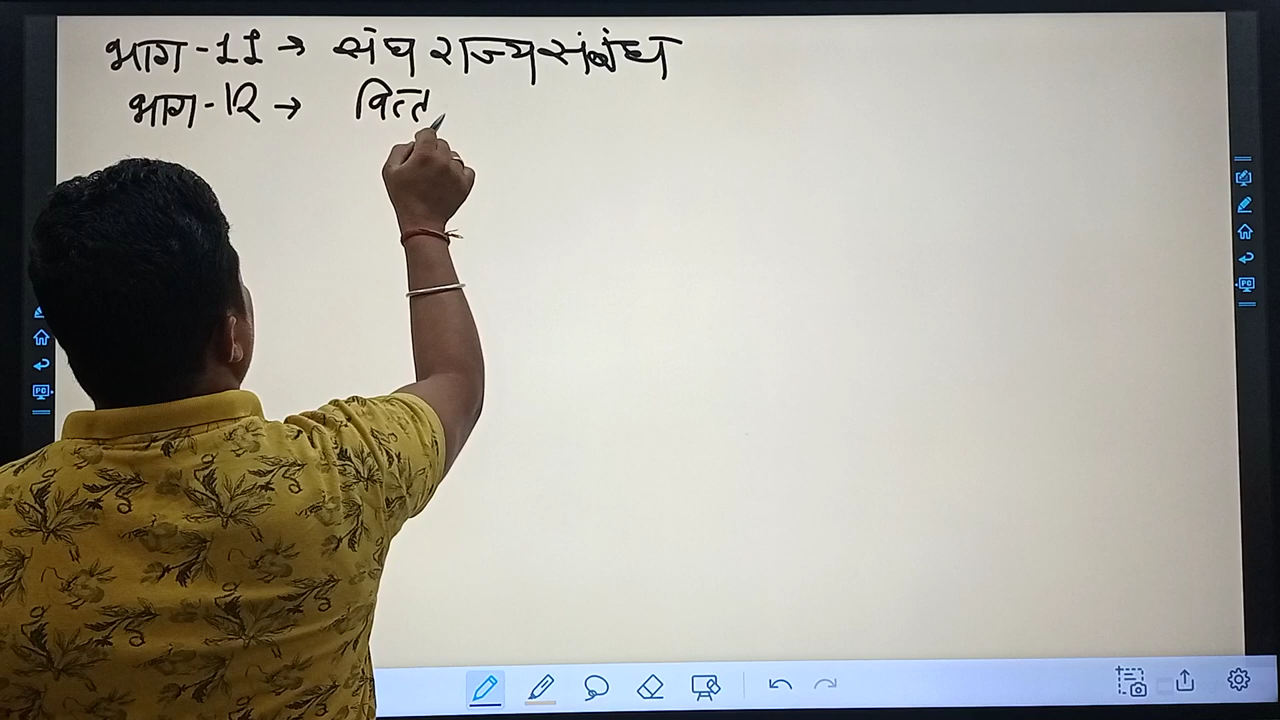 भाग-11 → संघ राज्य संबंध
भाग-12 → वित्त